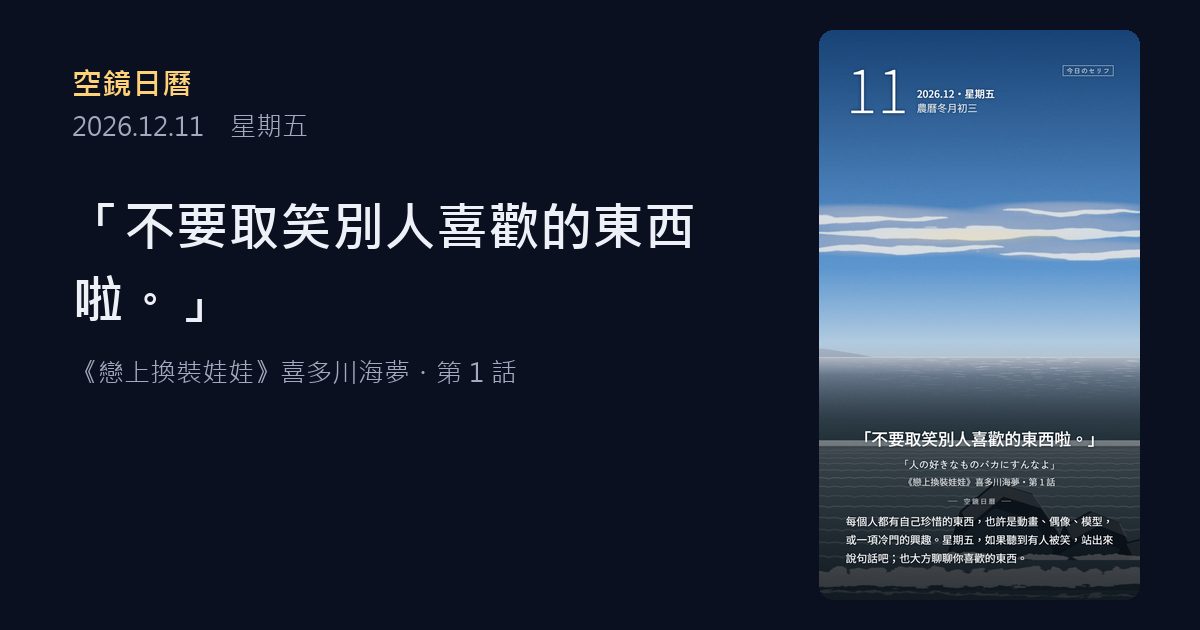 空鏡日曆
2026.12.11 星期五
「不要取笑別人喜歡的東西
啦。」
《戀上換裝娃娃》喜多川海夢・第 1 話
今日のセリフ
11
2026.12・星期五
農曆冬月初三
「不要取笑別人喜歡的東西啦。」
「人の好きなものバカにすんなよ」
《戀上換裝娃娃》喜多川海夢・第 1 話
— 空鏡日曆 —
每個人都有自己珍惜的東西，也許是動畫、偶像、模型，
或一項冷門的興趣。星期五，如果聽到有人被笑，站出來
說句話吧；也大方聊聊你喜歡的東西。